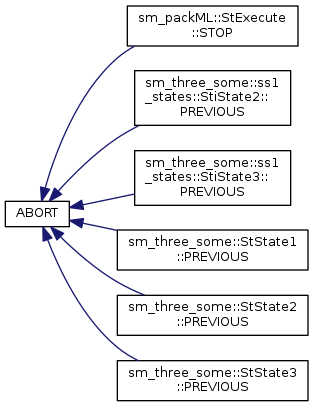 sm_packML::StExecute
::STOP
sm_three_some::ss1
_states::StiState2::
PREVIOUS
sm_three_some::ss1
_states::StiState3::
PREVIOUS
ABORT
sm_three_some::StState1
::PREVIOUS
sm_three_some::StState2
::PREVIOUS
sm_three_some::StState3
::PREVIOUS